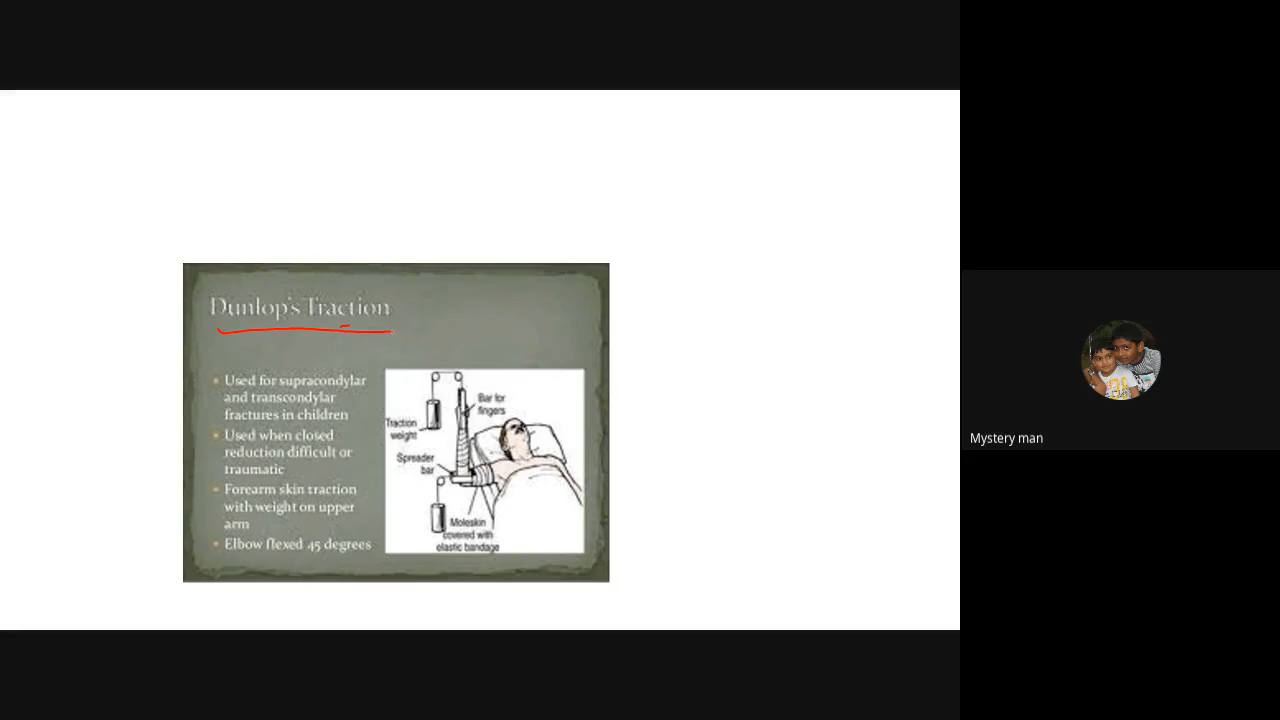 Dunlop's Traction
Used for supracondylar
and transcondylar
fractures in children
Used when closed
reduction difficult or
traumatic
Forearm skin traction
with weight on upper
arm
Elbow flexed 45 degrees
Bar for
fingers
Traction
weight
Spreader
bar
Moleskin
covered with
elastic bandage
Mystery man